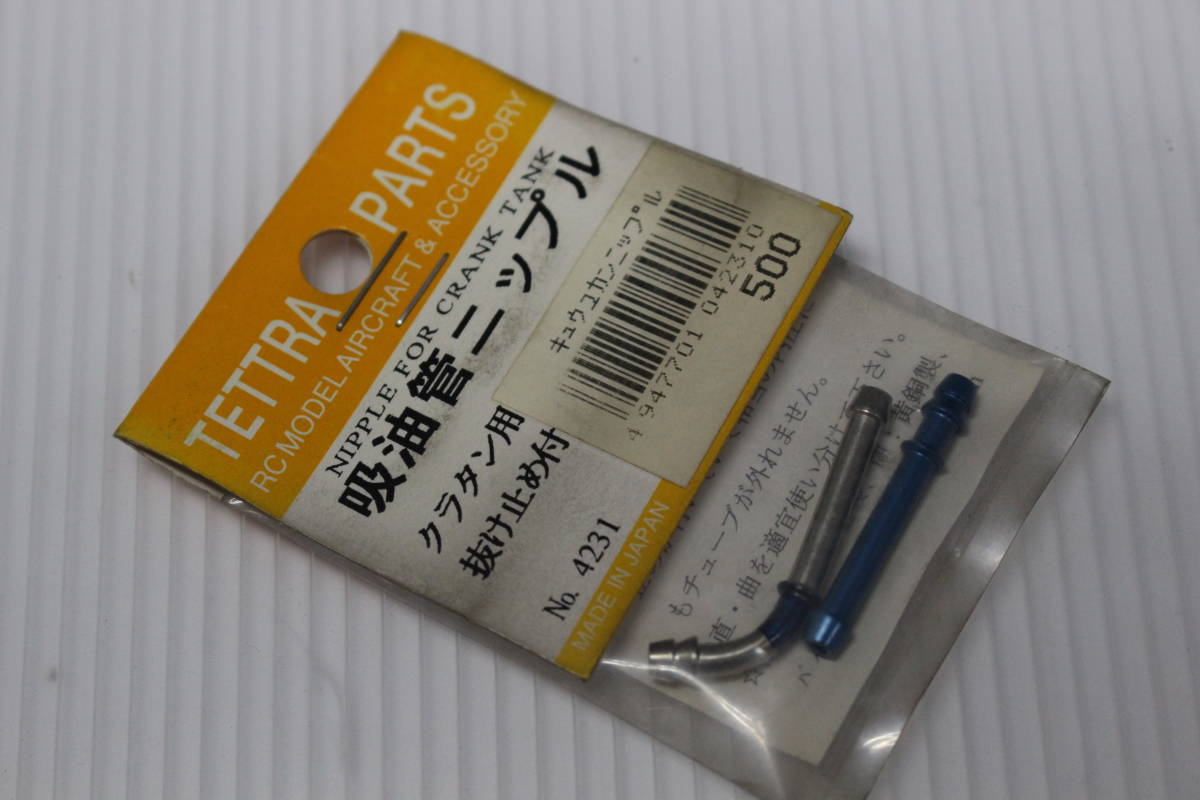 TETTRA PARTS
RC MODEL AIRCRAFT & ACCESSORY
NIPPLE FOR CRANK TANK
吸油管ニップル
クラタン用
抜け止め付
No. 4231
MADE IN JAPAN
キュウユカンニップル
4 947701 042310
500
もチューブが外れません。
直・曲を適宜使い分け下さい。
黄銅製、